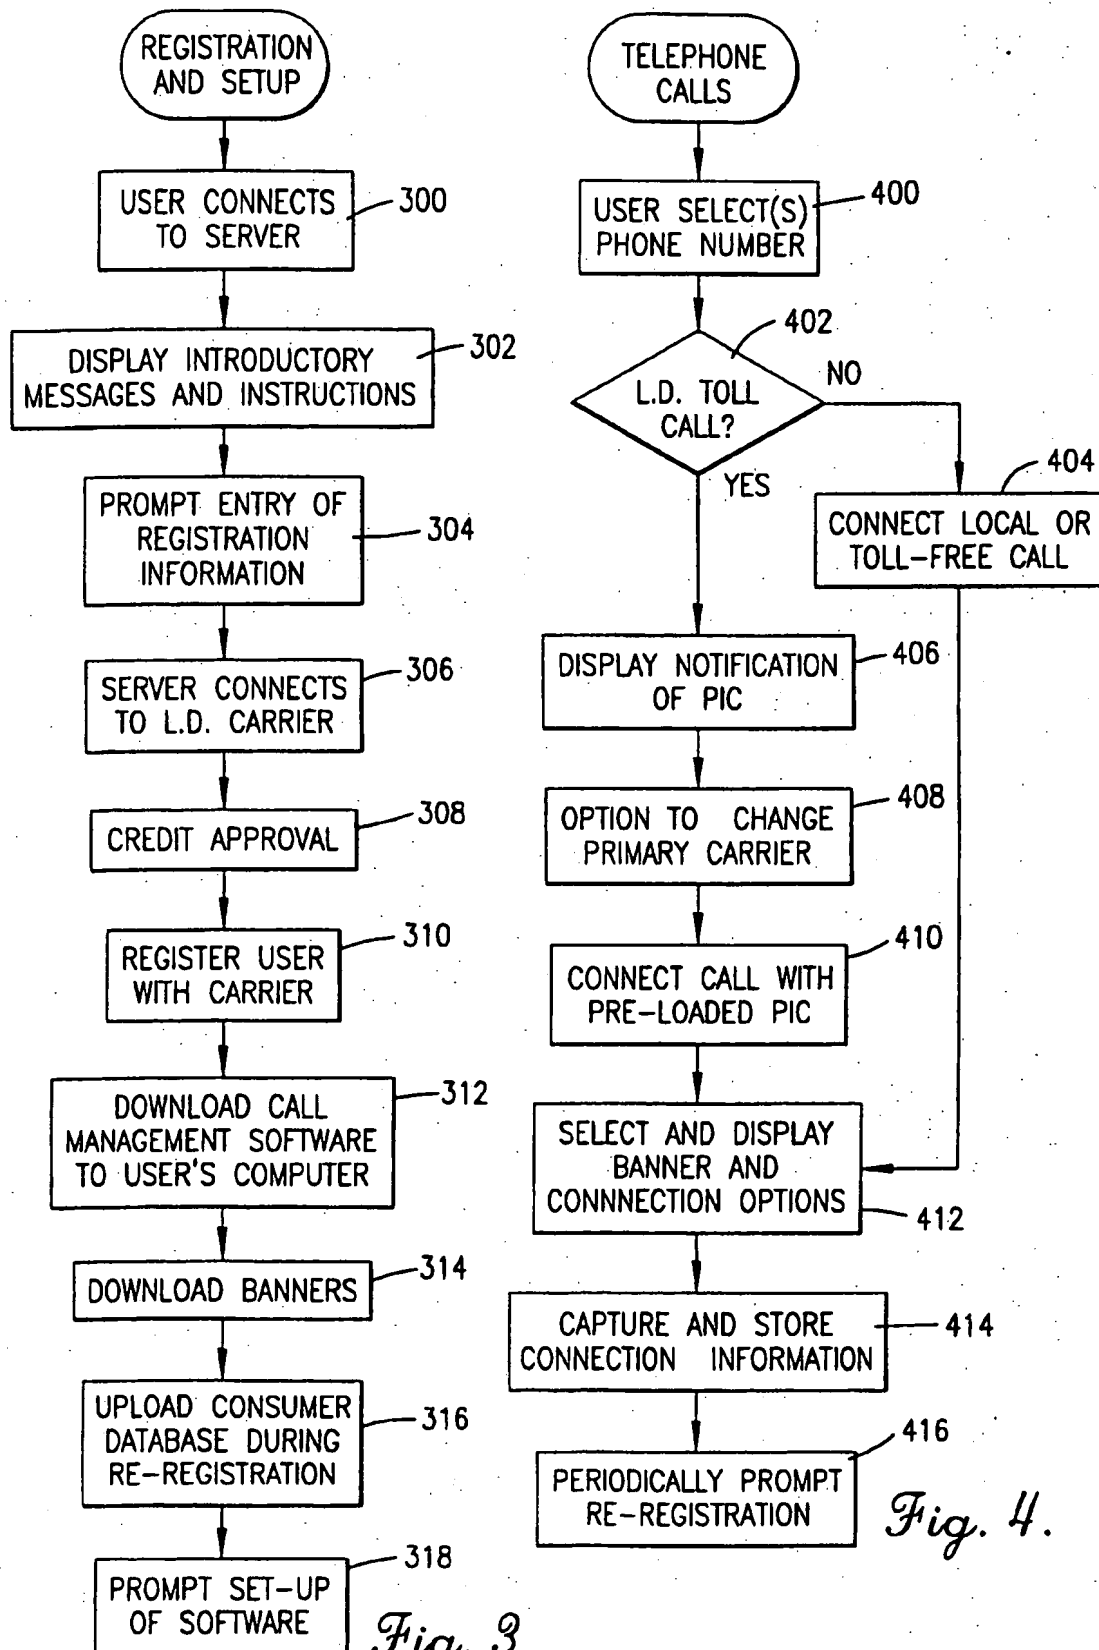 REGISTRATION
AND SETUP
USER CONNECTS
TO SERVER
300
DISPLAY INTRODUCTORY
MESSAGES AND INSTRUCTIONS
302
PROMPT ENTRY OF
REGISTRATION
INFORMATION
304
SERVER CONNECTS
TO L.D. CARRIER
306
CREDIT APPROVAL
308
REGISTER USER
WITH CARRIER
310
DOWNLOAD CALL
MANAGEMENT SOFTWARE
TO USER'S COMPUTER
312
DOWNLOAD BANNERS
314
UPLOAD CONSUMER
DATABASE DURING
RE-REGISTRATION
316
PROMPT SET-UP
OF SOFTWARE
318
Fig. 3
TELEPHONE
CALLS
USER SELECT(S)
PHONE NUMBER
400
L.D. TOLL
CALL?
402
NO
YES
CONNECT LOCAL OR
TOLL-FREE CALL
404
DISPLAY NOTIFICATION
OF PIC
406
OPTION TO CHANGE
PRIMARY CARRIER
408
CONNECT CALL WITH
PRE-LOADED PIC
410
SELECT AND DISPLAY
BANNER AND
CONNNECTION OPTIONS
412
CAPTURE AND STORE
CONNECTION INFORMATION
414
PERIODICALLY PROMPT
RE-REGISTRATION
416
Fig. 4.